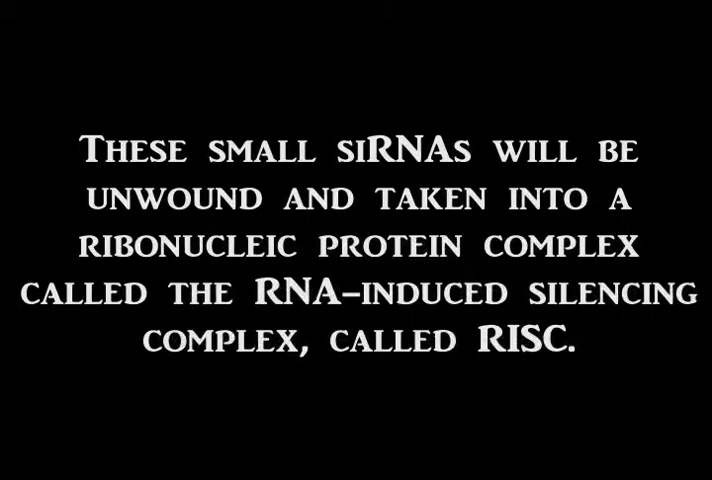 These small siRNAs will be
unwound and taken into a
ribonucleic protein complex
called the RNA-induced silencing
complex, called RISC.